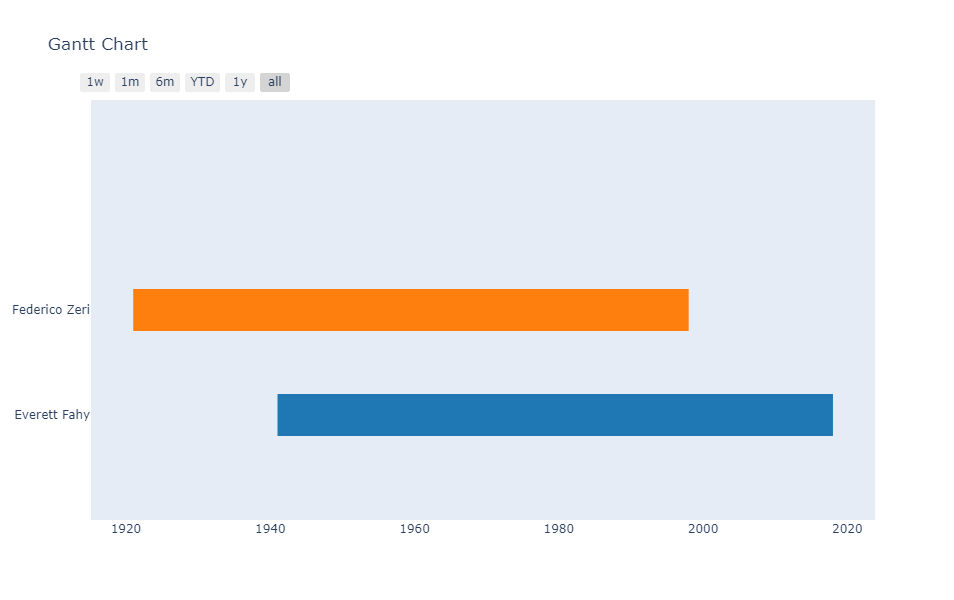 Gantt Chart
1w 1m 6m YTD 1y all
Federico Zeri
Everett Fahy
1920 1940 1960 1980 2000 2020